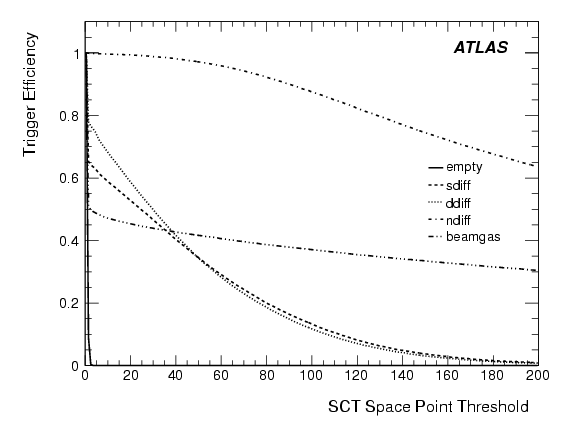 Trigger Efficiency
ATLAS
1
0.8
0.6
0.4
0.2
0
empty
sdiff
ddiff
ndiff
beamgas
0 20 40 60 80 100 120 140 160 180 200
SCT Space Point Threshold